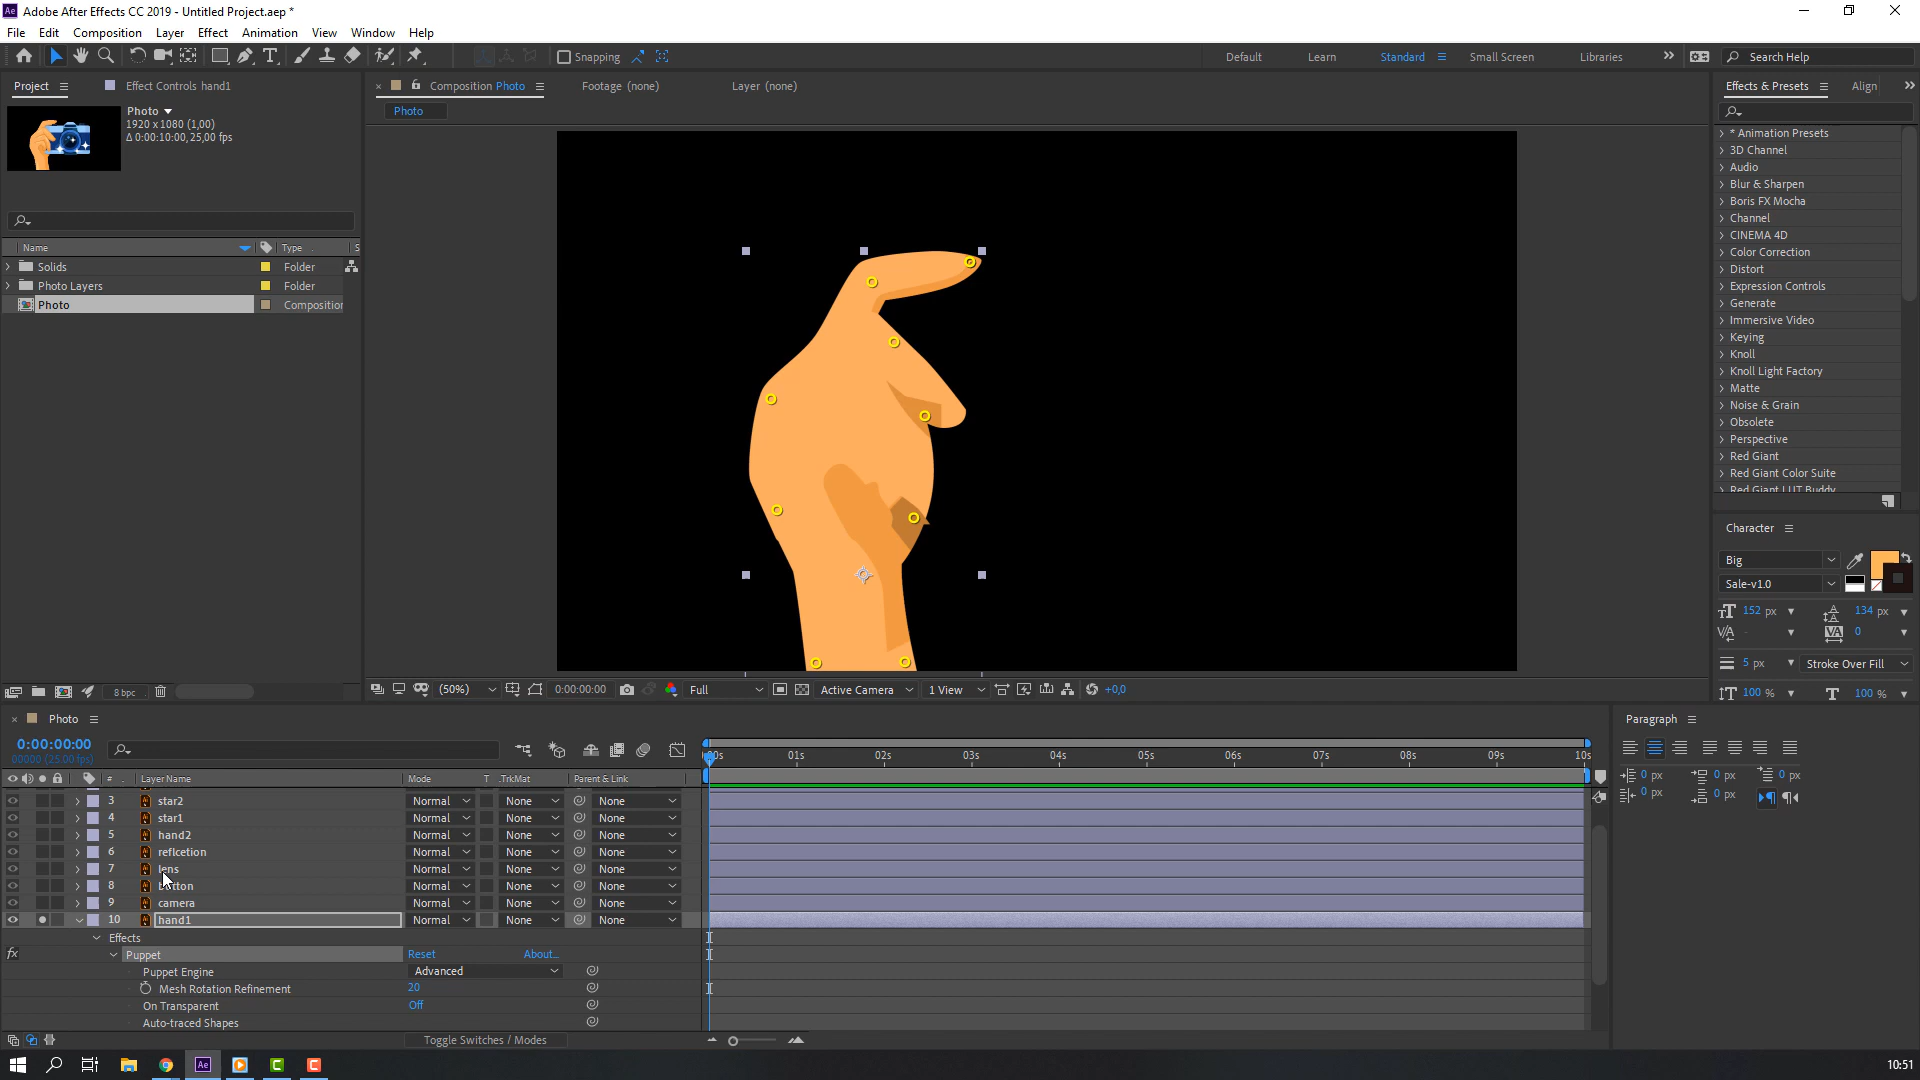 Adobe After Effects CC 2019 - Untitled Project.aep *
File Edit Composition Layer Effect Animation View Window Help
Snapping
Default Learn Standard Small Screen Libraries
Search Help
Project
Effect Controls hand1
Composition Photo
Footage (none)
Layer (none)
Photo
Photo
1920 x 1080 (1,00)
Δ 0:00:10:00, 25,00 fps
Name Type S
Solids Folder
Photo Layers Folder
Photo Composition
8 bpc
(50%) 0:00:00:00 Full Active Camera 1 View +0,0
Effects & Presets Align
* Animation Presets
3D Channel
Audio
Blur & Sharpen
Boris FX Mocha
Channel
CINEMA 4D
Color Correction
Distort
Expression Controls
Generate
Immersive Video
Keying
Knoll
Knoll Light Factory
Matte
Noise & Grain
Obsolete
Perspective
Red Giant
Red Giant Color Suite
Red Giant LUT Buddy
Character
Big
Sale-v1.0
152 px 134 px
0
5 px Stroke Over Fill
100 % 100 %
Photo
0:00:00:00
00000 (25.00 fps)
01s 02s 03s 04s 05s 06s 07s 08s 09s 10s
# Layer Name Mode T .TrkMat Parent & Link
3 star2 Normal None None
4 star1 Normal None None
5 hand2 Normal None None
6 reflcetion Normal None None
7 lens Normal None None
8 button Normal None None
9 camera Normal None None
10 hand1 Normal None None
Effects
fx Puppet Reset About...
Puppet Engine Advanced
Mesh Rotation Refinement 20
On Transparent Off
Auto-traced Shapes
Toggle Switches / Modes
Paragraph
0 px 0 px 0 px
0 px 0 px
10:51